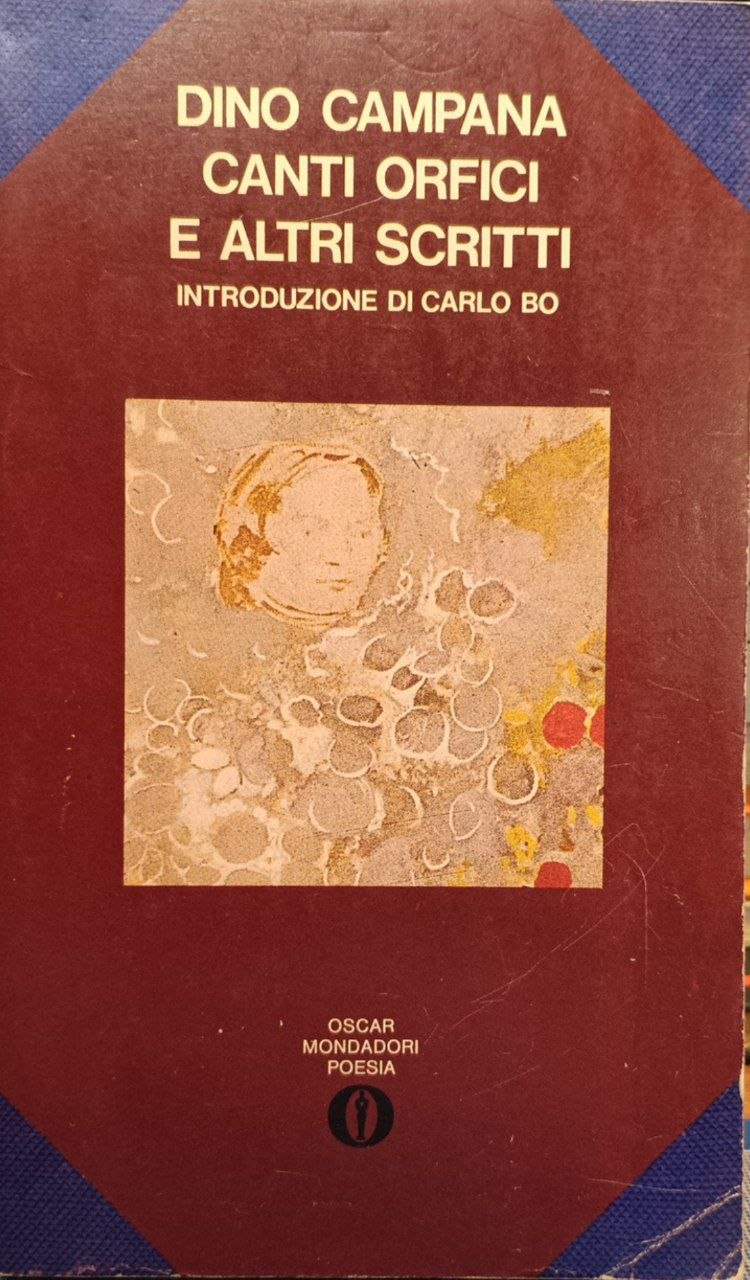 DINO CAMPANA
CANTI ORFICI
E ALTRI SCRITTI
INTRODUZIONE DI CARLO BO
OSCAR
MONDADORI
POESIA